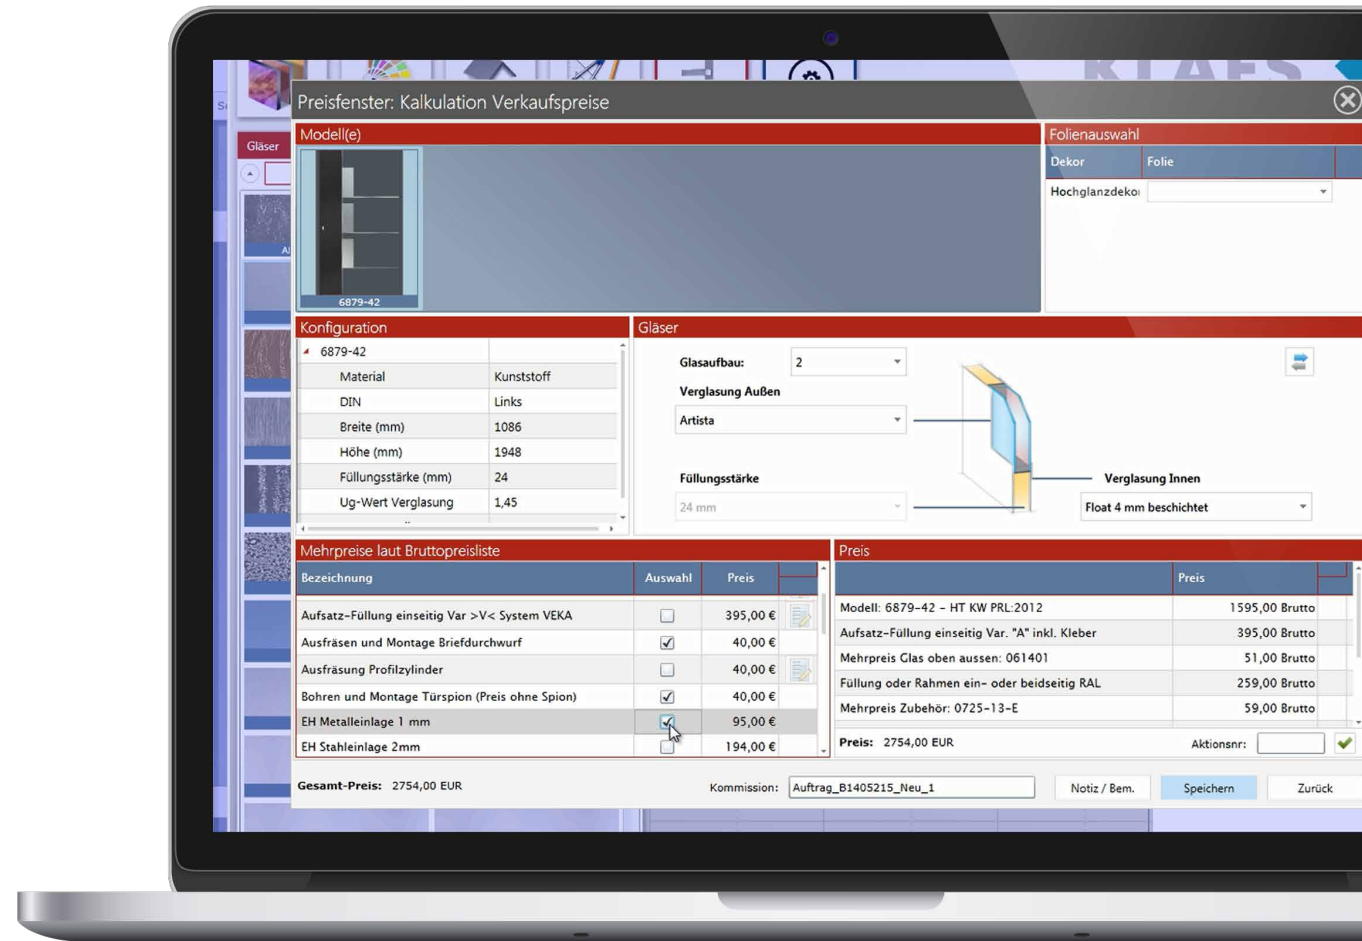 KLAES
Preisfenster: Kalkulation Verkaufspreise
Gläser
Modell(e)
6879-42
Folienauswahl
Dekor Folie
Hochglanzdekor
Konfiguration
6879-42
Material Kunststoff
DIN Links
Breite (mm) 1086
Höhe (mm) 1948
Füllungsstärke (mm) 24
Ug-Wert Verglasung 1,45
Gläser
Glasaufbau: 2
Verglasung Außen
Artista
Füllungsstärke
24 mm
Verglasung Innen
Float 4 mm beschichtet
Mehrpreise laut Bruttopreisliste
Bezeichnung Auswahl Preis
Aufsatz-Füllung einseitig Var >V< System VEKA 395,00 €
Ausfräsen und Montage Briefdurchwurf 40,00 €
Ausfräsung Profilzylinder 40,00 €
Bohren und Montage Türspion (Preis ohne Spion) 40,00 €
EH Metalleinlage 1 mm 95,00 €
EH Stahleinlage 2mm 194,00 €
Preis
Preis
Modell: 6879-42 - HT KW PRL:2012 1595,00 Brutto
Aufsatz-Füllung einseitig Var. "A" inkl. Kleber 395,00 Brutto
Mehrpreis Glas oben aussen: 061401 51,00 Brutto
Füllung oder Rahmen ein- oder beidseitig RAL 259,00 Brutto
Mehrpreis Zubehör: 0725-13-E 59,00 Brutto
Preis: 2754,00 EUR Aktionsnr:
Gesamt-Preis: 2754,00 EUR Kommission: Auftrag_B1405215_Neu_1 Notiz / Bem. Speichern Zurück